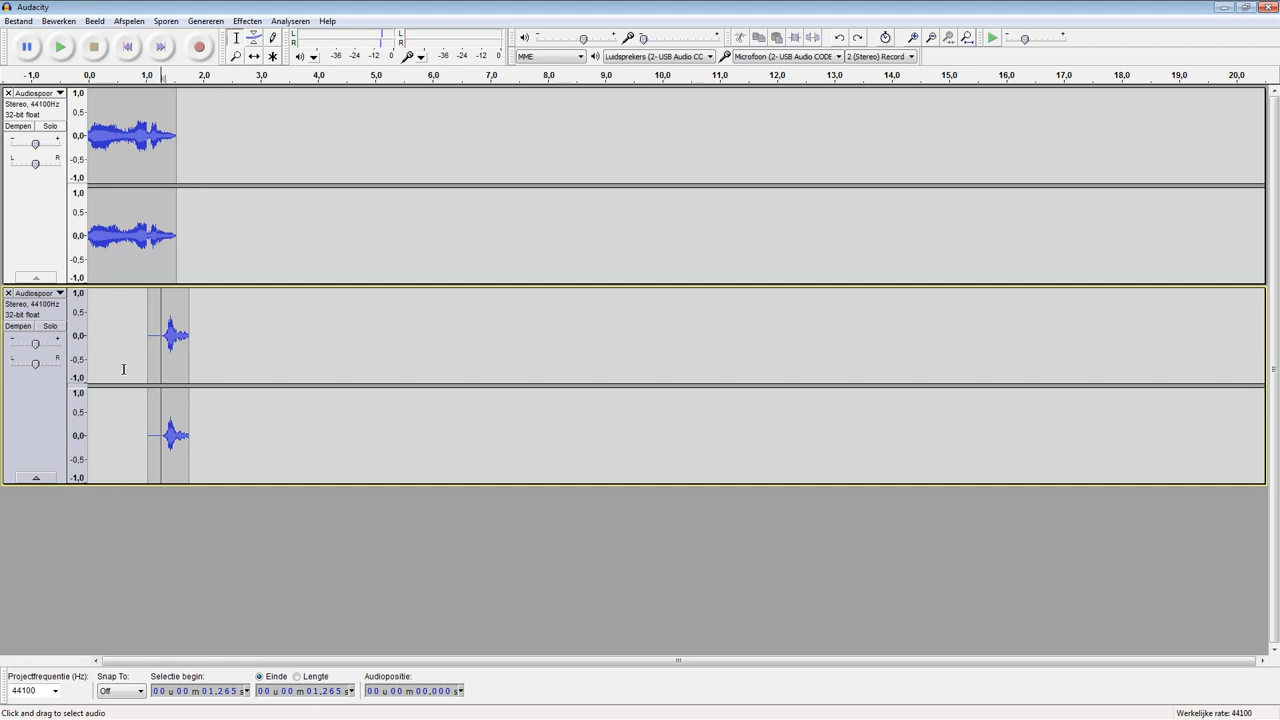 Audacity
Bestand Bewerken Beeld Afspelen Sporen Genereren Effecten Analyseren Help
L R -36 -24 -12 0 L R -36 -24 -12 0
MME Luidsprekers (2- USB Audio CC Microfoon (2- USB Audio CODE 2 (Stereo) Record
-1,0 0,0 1,0 2,0 3,0 4,0 5,0 6,0 7,0 8,0 9,0 10,0 11,0 12,0 13,0 14,0 15,0 16,0 17,0 18,0 19,0 20,0
Audiospoor
Stereo, 44100Hz
32-bit float
Dempen Solo
- +
L R
1,0
0,5
0,0
-0,5
-1,0
1,0
0,5
0,0
-0,5
-1,0
Audiospoor
Stereo, 44100Hz
32-bit float
Dempen Solo
- +
L R
1,0
0,5
0,0
-0,5
-1,0
1,0
0,5
0,0
-0,5
-1,0
Projectfrequentie (Hz): Snap To: Selectie begin: Einde Lengte Audiopositie:
44100 Off 00 u 00 m 01,265 s 00 u 00 m 01,265 s 00 u 00 m 00,000 s
Click and drag to select audio Werkelijke rate: 44100